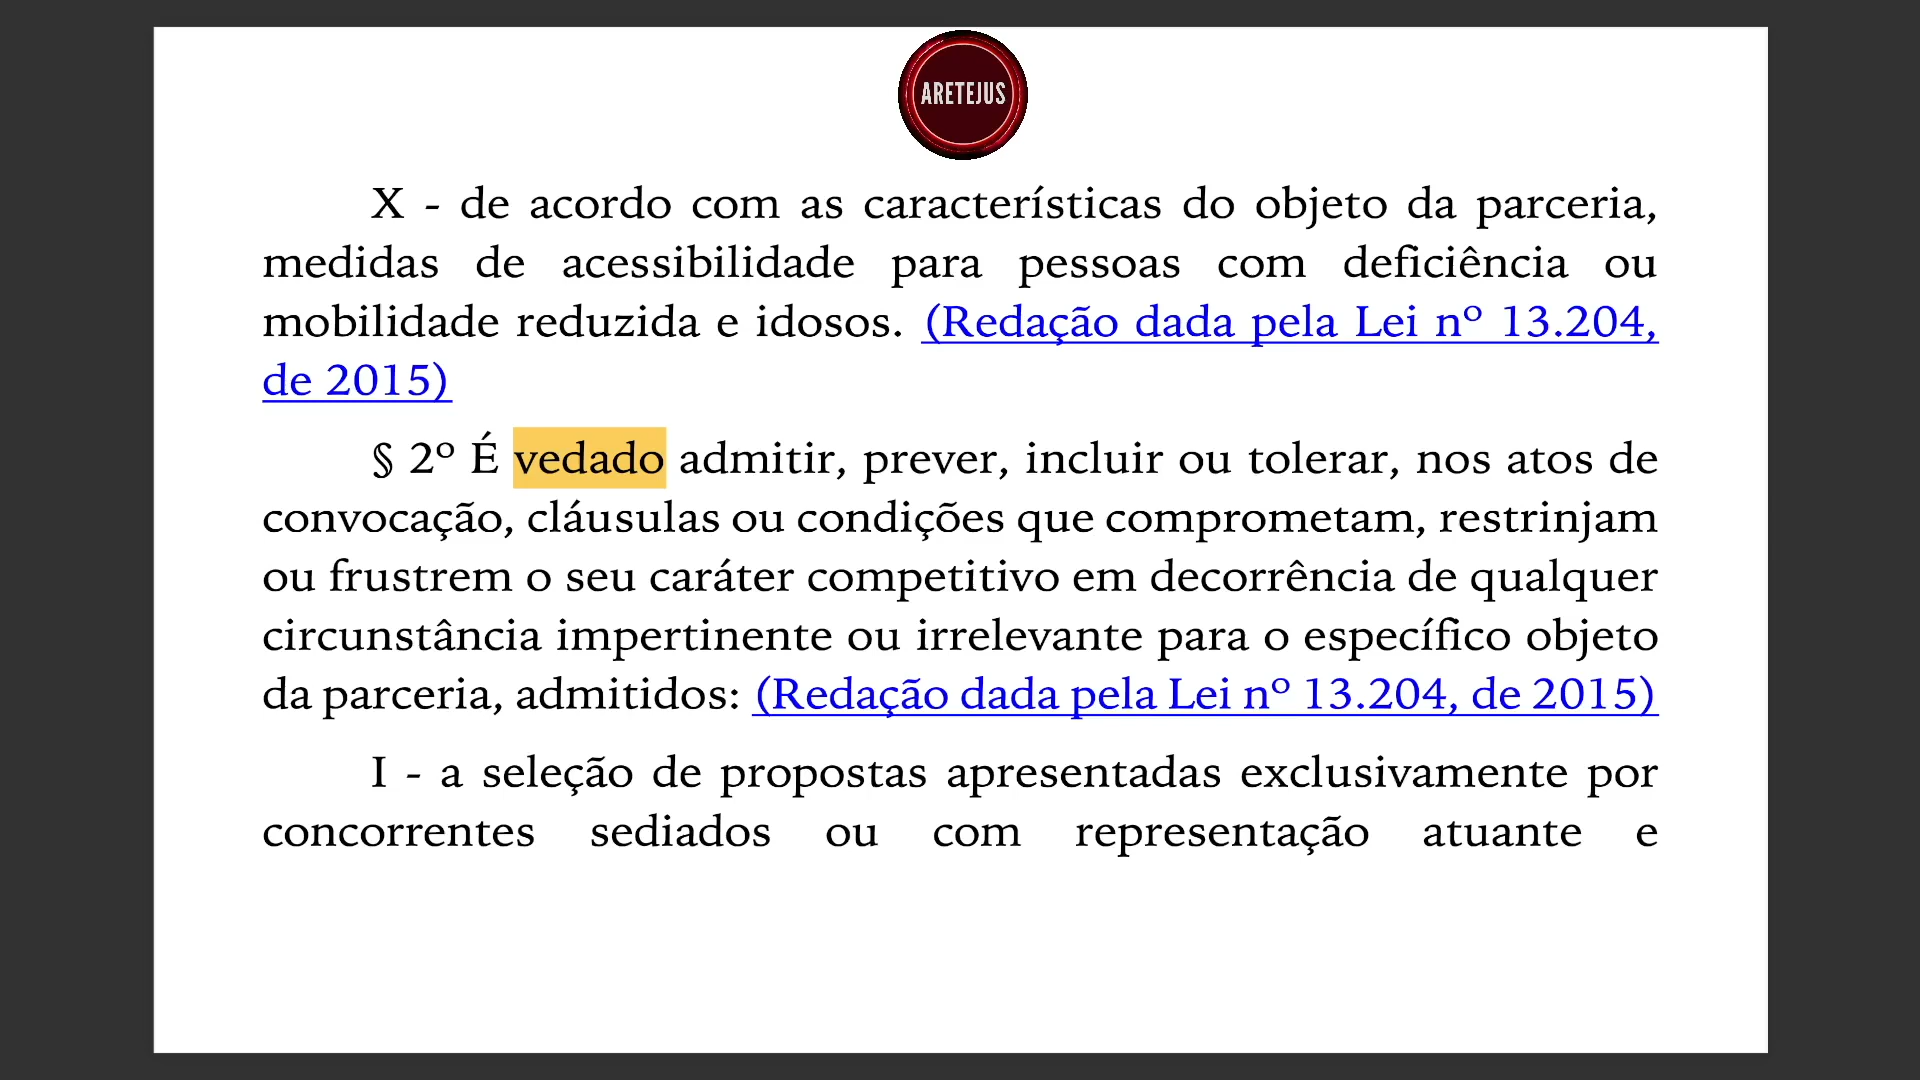 ARETEJUS
X - de acordo com as características do objeto da parceria,
medidas de acessibilidade para pessoas com deficiência ou
mobilidade reduzida e idosos. (Redação dada pela Lei nº 13.204,
de 2015)
§ 2º É vedado admitir, prever, incluir ou tolerar, nos atos de
convocação, cláusulas ou condições que comprometam, restrinjam
ou frustrem o seu caráter competitivo em decorrência de qualquer
circunstância impertinente ou irrelevante para o específico objeto
da parceria, admitidos: (Redação dada pela Lei nº 13.204, de 2015)
I - a seleção de propostas apresentadas exclusivamente por
concorrentes sediados ou com representação atuante e